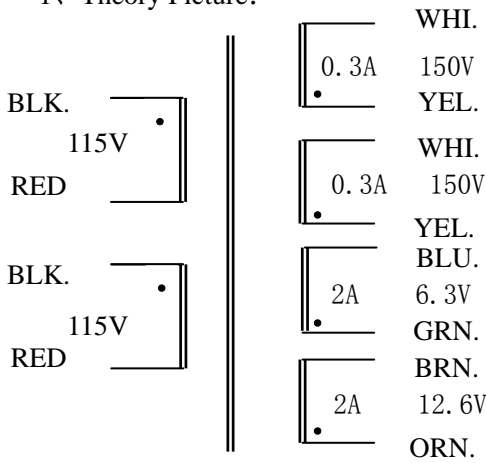 1、Theory Picture:
BLK.
115V
RED
BLK.
115V
RED
WHI.
0.3A 150V
YEL.
WHI.
0.3A 150V
YEL.
BLU.
2A 6.3V
GRN.
BRN.
2A 12.6V
ORN.